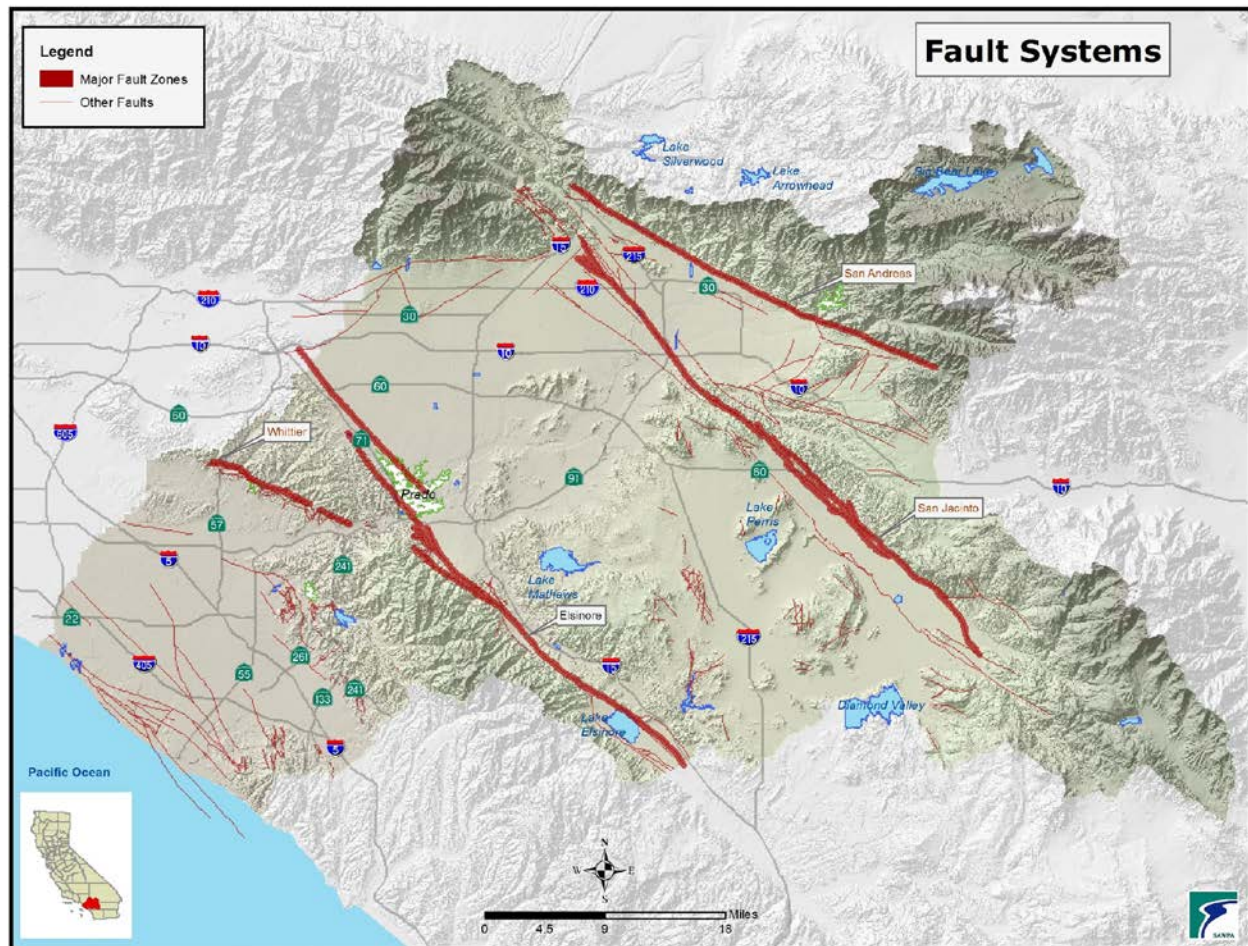 Fault Systems
Legend
Major Fault Zones
Other Faults
Lake
Silverwood
Lake
Arrowhead
Big Bear Lake
15
215
San Andreas
210
210
30
30
10
10
60
10
60
605
Whittier
71
Prado
91
60
10
Lake
Perris
San Jacinto
57
5
241
Lake
Mathews
Elsinore
22
405
55
261
133
241
215
15
5
Lake
Elsinore
Diamond Valley
Pacific Ocean
N
W
E
S
Miles
0
4.5
9
18
SAWPA